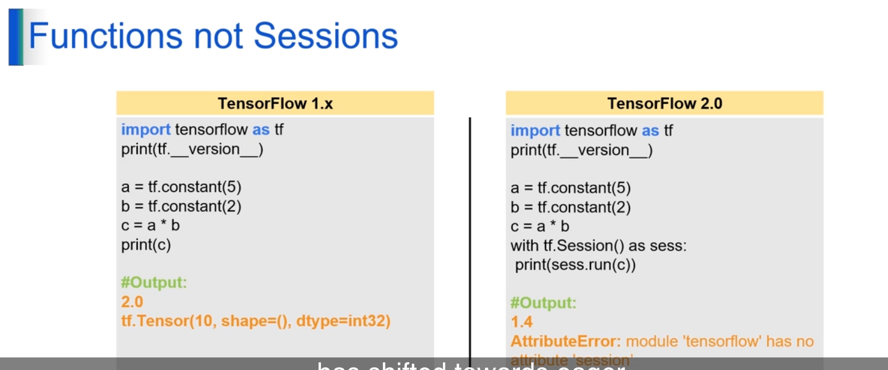 Functions not Sessions
TensorFlow 1.x
import tensorflow as tf
print(tf.__version__)
a = tf.constant(5)
b = tf.constant(2)
c = a * b
print(c)
#Output:
2.0
tf.Tensor(10, shape=(), dtype=int32)
TensorFlow 2.0
import tensorflow as tf
print(tf.__version__)
a = tf.constant(5)
b = tf.constant(2)
c = a * b
with tf.Session() as sess:
print(sess.run(c))
#Output:
1.4
AttributeError: module 'tensorflow' has no
attribute 'session'
has shifted towards eager